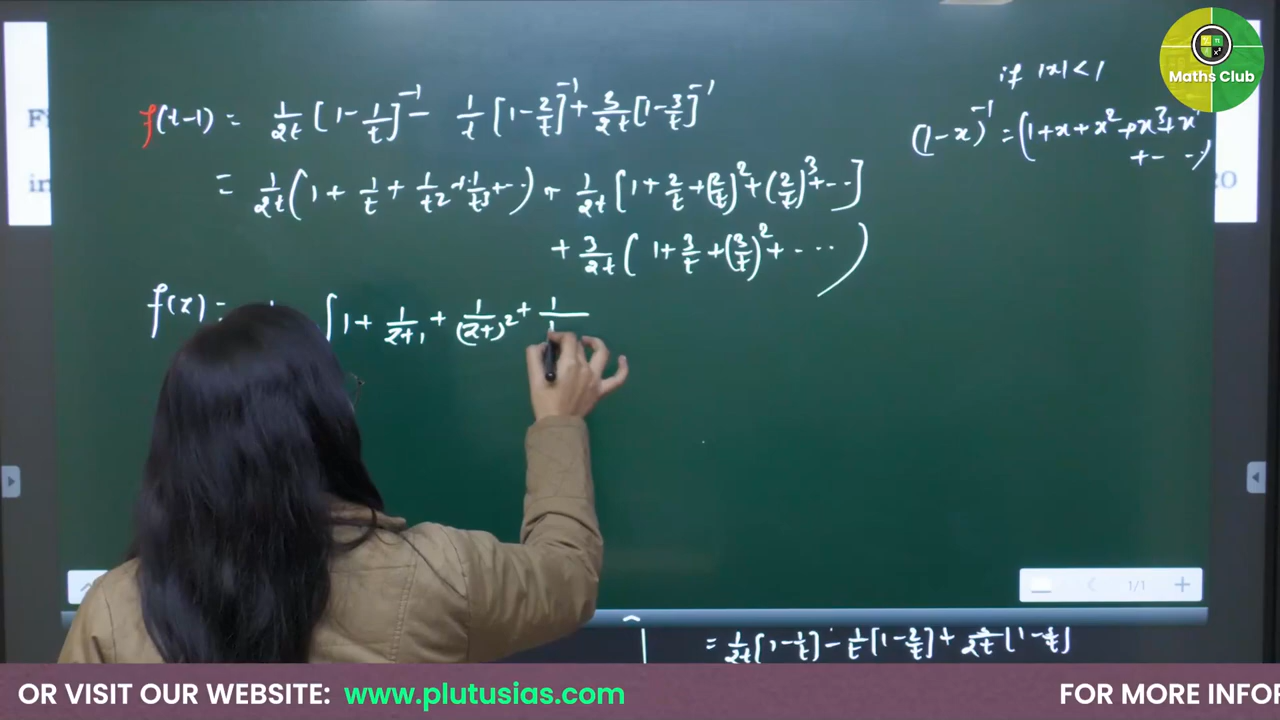 Maths Club
if |x| < 1
f(t-1) = 1/2t [1 - 1/t]^-1 - 1/t [1 - 2/t]^-1 + 3/2t [1 - 3/t]^-1
(1-x)^-1 = (1 + x + x^2 + x^3 + x^4 + - - )
= 1/2t (1 + 1/t + 1/t2 + 1/t3 + - -) - 1/2t [1 + 2/t + (2/t)^2 + (2/t)^3 + - -]
+ 3/2t ( 1 + 3/t + (3/t)^2 + - - - - )
f(z) = [1 + 1/z+1 + 1/(z+1)^2 + 1
= 1/2t [1 - 1/t] - 1/t [1 - 2/t] + 3/2t [1 - 3/t]
1/1
OR VISIT OUR WEBSITE: www.plutusias.com
FOR MORE INFOR